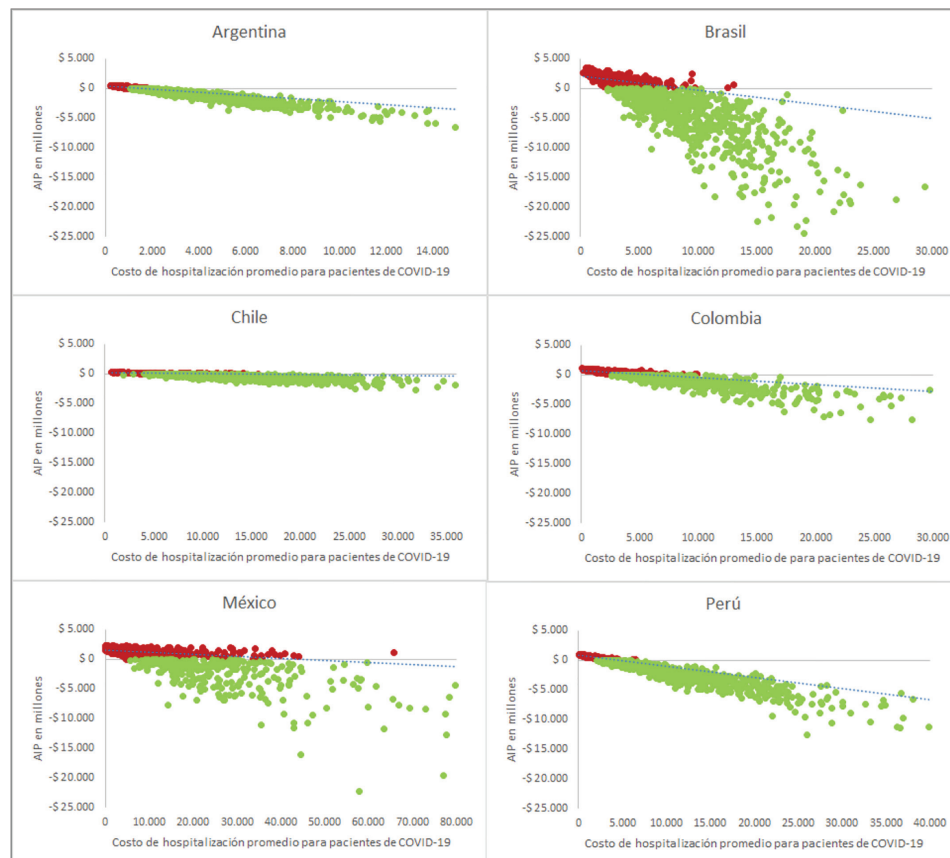 Argentina
$ 5.000
$ 0
-$ 5.000
-$ 10.000
-$ 15.000
-$ 20.000
-$ 25.000
AIP en millones
0 2.000 4.000 6.000 8.000 10.000 12.000 14.000
Costo de hospitalización promedio para pacientes de COVID-19
Brasil
$ 5.000
$ 0
-$ 5.000
-$ 10.000
-$ 15.000
-$ 20.000
-$ 25.000
AIP en millones
0 5.000 10.000 15.000 20.000 25.000 30.000
Costo de hospitalización promedio para pacientes de COVID-19
Chile
$ 5.000
$ 0
-$ 5.000
-$ 10.000
-$ 15.000
-$ 20.000
-$ 25.000
AIP en millones
0 5.000 10.000 15.000 20.000 25.000 30.000 35.000
Costo de hospitalización promedio para pacientes de COVID-19
Colombia
$ 5.000
$ 0
-$ 5.000
-$ 10.000
-$ 15.000
-$ 20.000
-$ 25.000
AIP en millones
0 5.000 10.000 15.000 20.000 25.000 30.000
Costo de hospitalización promedio de para pacientes de COVID-19
México
$ 5.000
$ 0
-$ 5.000
-$ 10.000
-$ 15.000
-$ 20.000
-$ 25.000
AIP en millones
0 10.000 20.000 30.000 40.000 50.000 60.000 70.000 80.000
Costo de hospitalización promedio para pacientes de COVID-19
Perú
$ 5.000
$ 0
-$ 5.000
-$ 10.000
-$ 15.000
-$ 20.000
-$ 25.000
AIP en millones
0 5.000 10.000 15.000 20.000 25.000 30.000 35.000 40.000
Costo de hospitalización promedio para pacientes de COVID-19